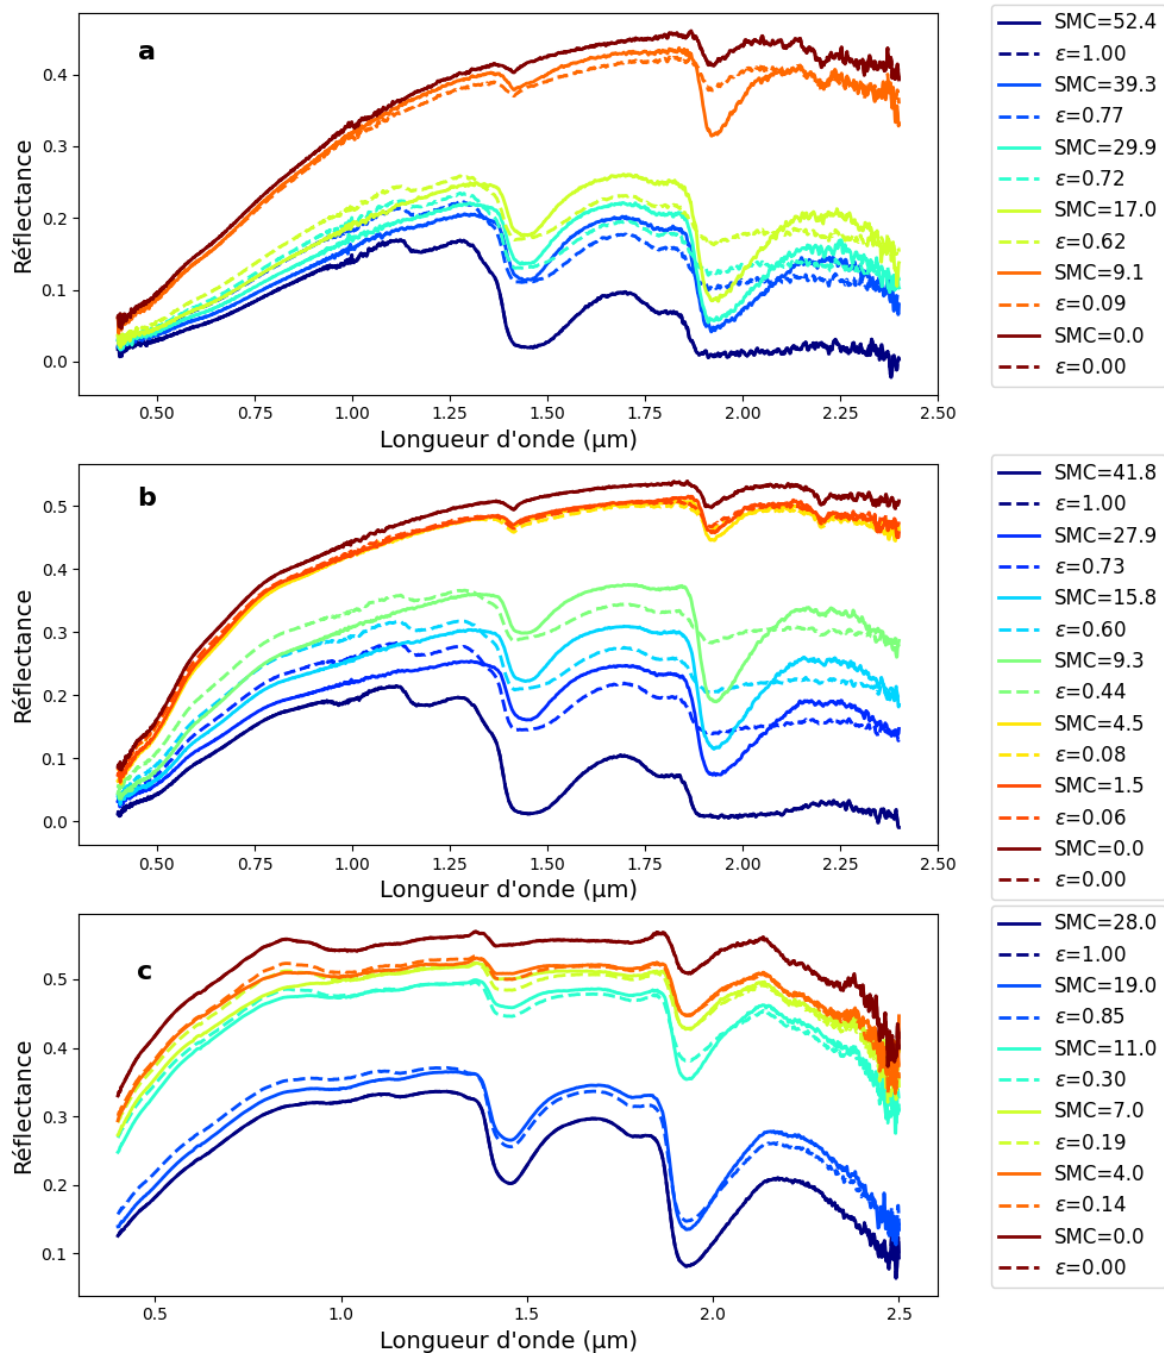 a
Réflectance
0.4
0.3
0.2
0.1
0.0
0.50
0.75
1.00
1.25
1.50
1.75
2.00
2.25
2.50
Longueur d'onde (μm)
SMC=52.4
ε=1.00
SMC=39.3
ε=0.77
SMC=29.9
ε=0.72
SMC=17.0
ε=0.62
SMC=9.1
ε=0.09
SMC=0.0
ε=0.00
b
Réflectance
0.5
0.4
0.3
0.2
0.1
0.0
0.50
0.75
1.00
1.25
1.50
1.75
2.00
2.25
2.50
Longueur d'onde (μm)
SMC=41.8
ε=1.00
SMC=27.9
ε=0.73
SMC=15.8
ε=0.60
SMC=9.3
ε=0.44
SMC=4.5
ε=0.08
SMC=1.5
ε=0.06
SMC=0.0
ε=0.00
c
Réflectance
0.5
0.4
0.3
0.2
0.1
0.5
1.0
1.5
2.0
2.5
Longueur d'onde (μm)
SMC=28.0
ε=1.00
SMC=19.0
ε=0.85
SMC=11.0
ε=0.30
SMC=7.0
ε=0.19
SMC=4.0
ε=0.14
SMC=0.0
ε=0.00